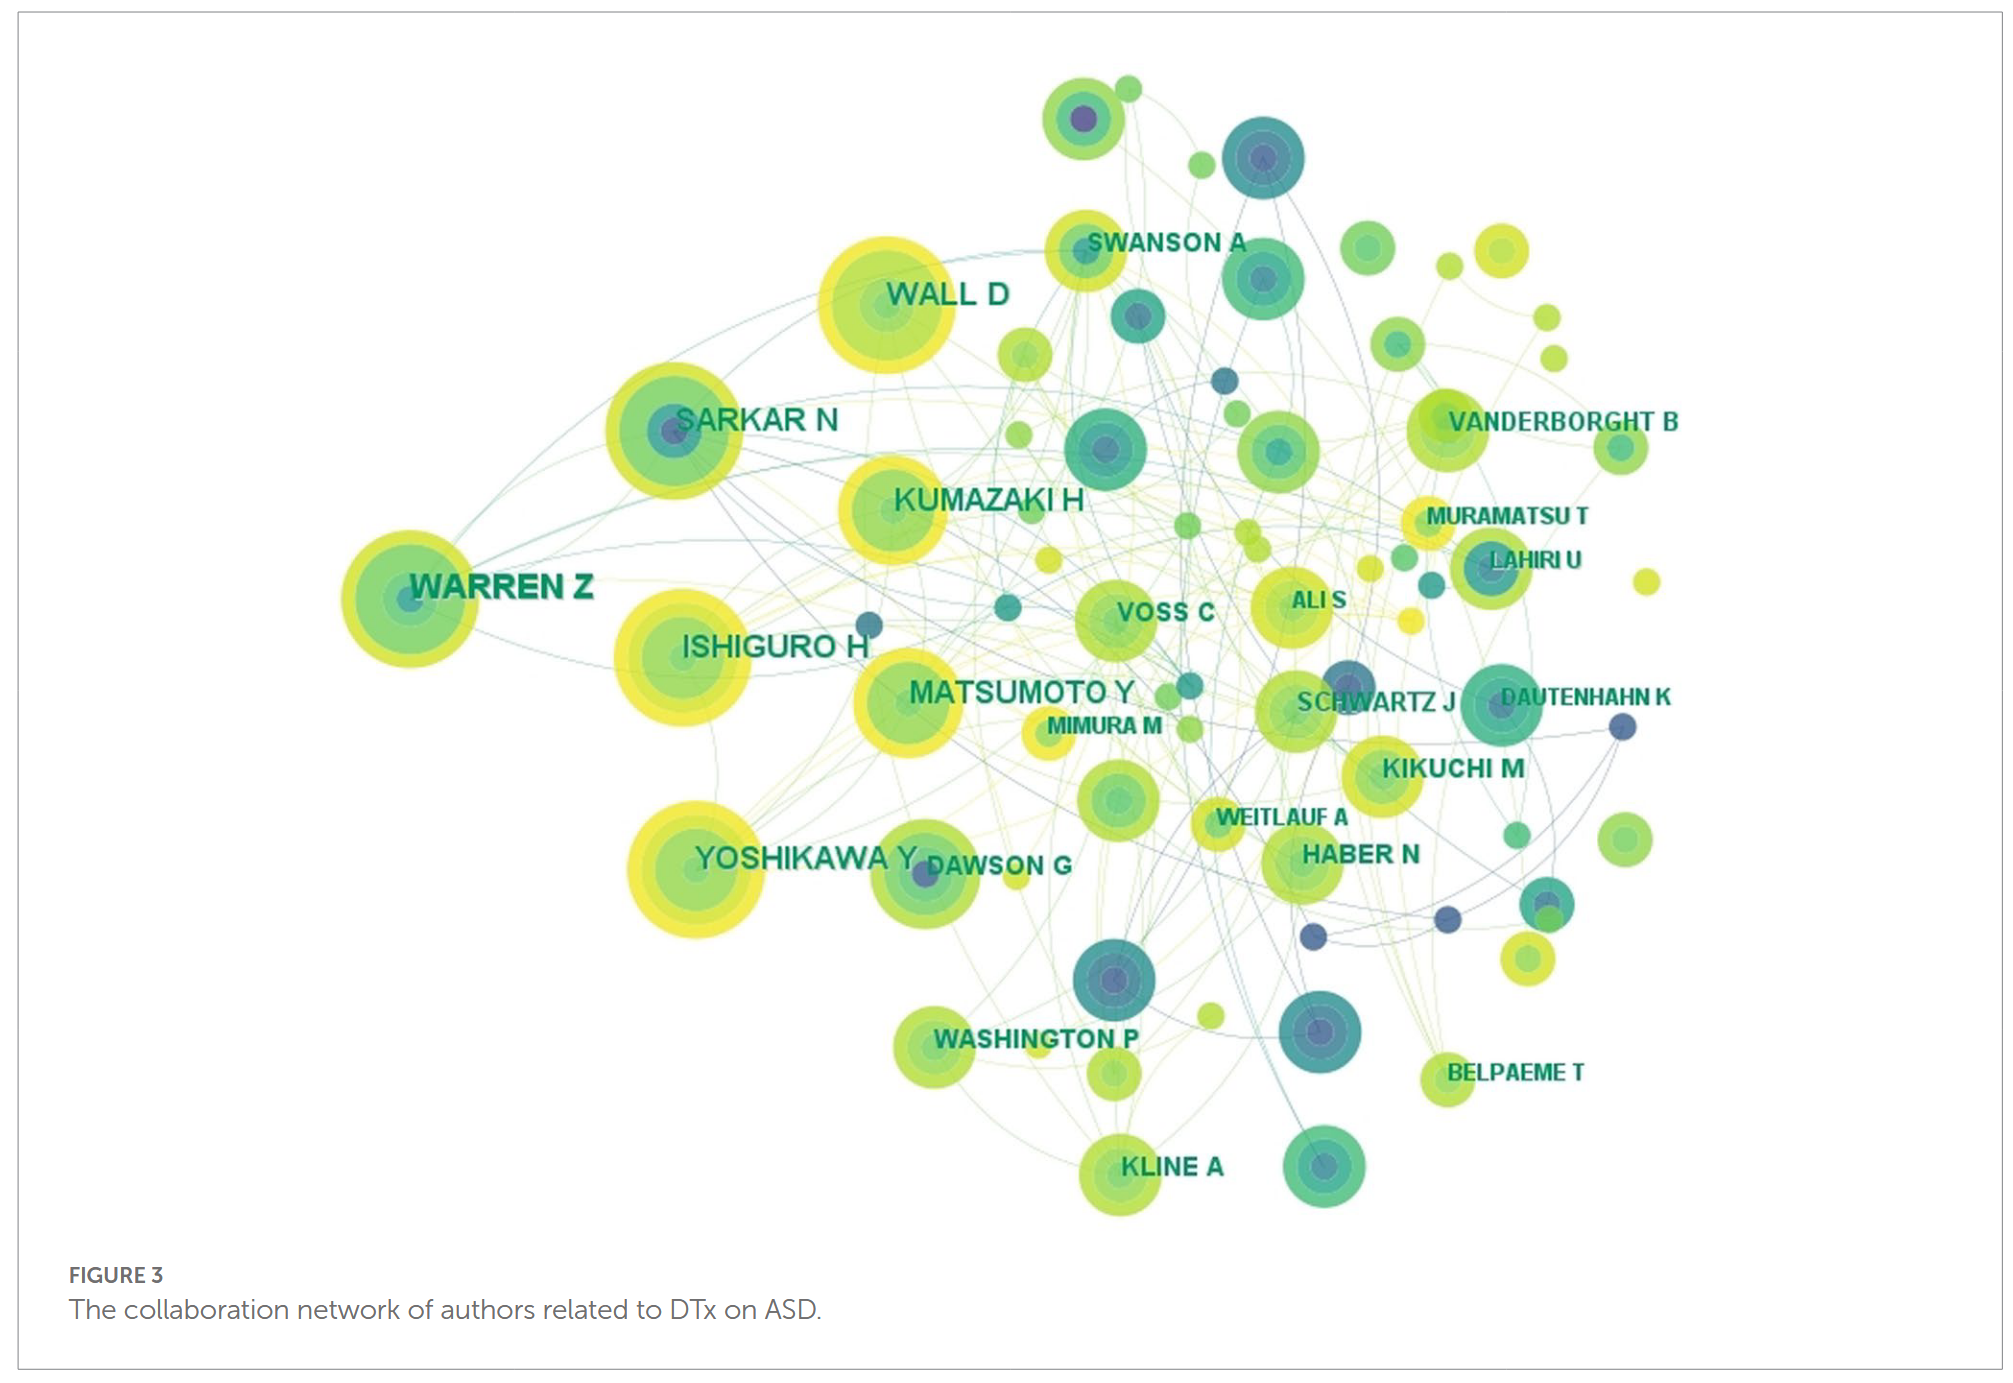 SWANSON A
WALL D
SARKAR N
VANDERBORGHT B
KUMAZAKI H
MURAMATSU T
LAHIRI U
WARREN Z
ALI S
VOSS C
ISHIGURO H
MATSUMOTO Y
SCHWARTZ J
DAUTENHAHN K
MIMURA M
KIKUCHI M
WEITLAUF A
HABER N
YOSHIKAWA Y
DAWSON G
WASHINGTON P
BELPAEME T
KLINE A
FIGURE 3
The collaboration network of authors related to DTx on ASD.